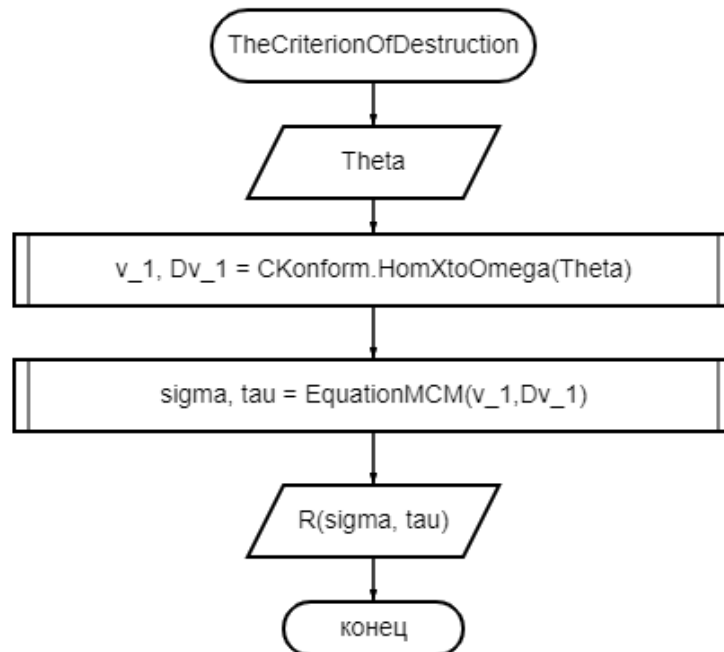 TheCriterionOfDestruction
Theta
v_1, Dv_1 = CKonform.HomXtoOmega(Theta)
sigma, tau = EquationMCM(v_1,Dv_1)
R(sigma, tau)
конец